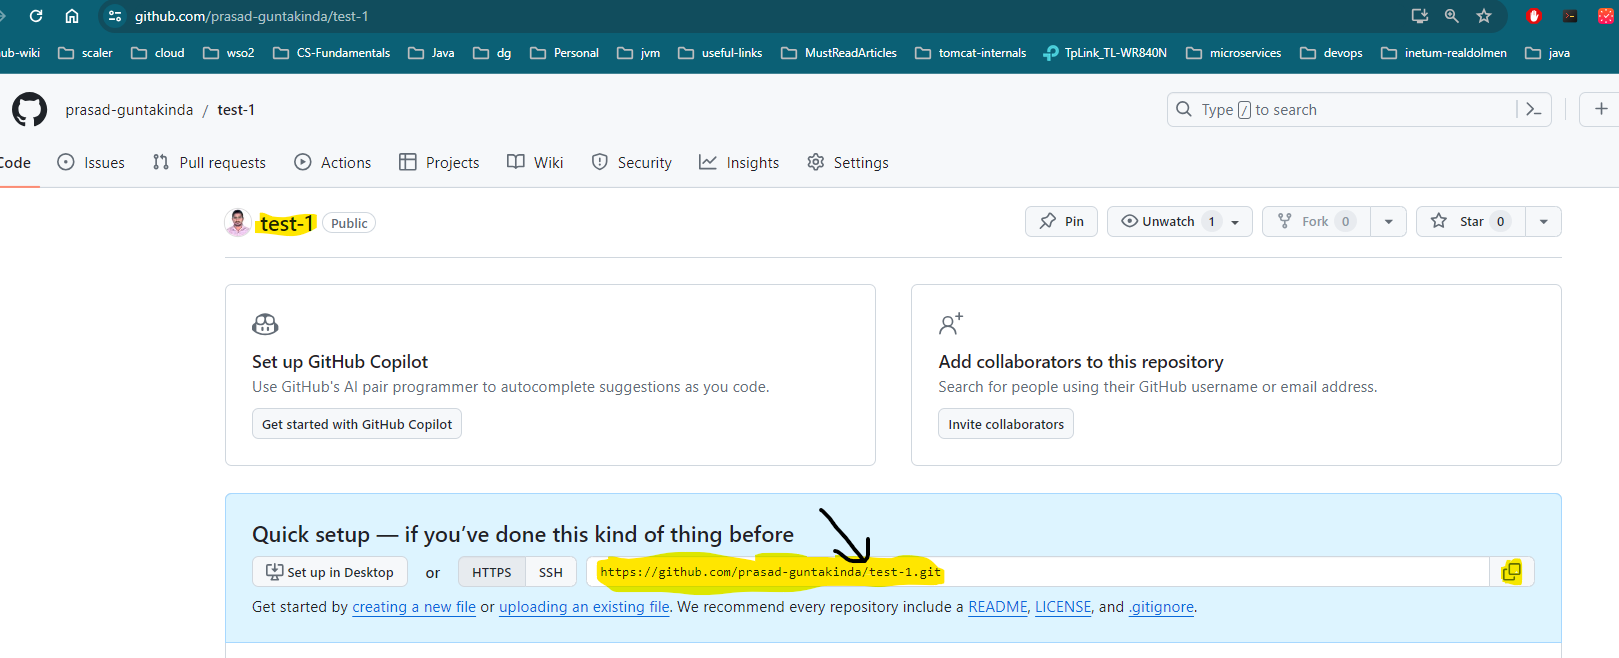 github.com/prasad-guntakinda/test-1
ub-wiki scaler cloud wso2 CS-Fundamentals Java dg Personal jvm useful-links MustReadArticles tomcat-internals TpLink_TL-WR840N microservices devops inetum-realdolmen java
prasad-guntakinda / test-1 Type / to search
Code Issues Pull requests Actions Projects Wiki Security Insights Settings
test-1 Public Pin Unwatch 1 Fork 0 Star 0
Set up GitHub Copilot
Use GitHub's AI pair programmer to autocomplete suggestions as you code.
Get started with GitHub Copilot
Add collaborators to this repository
Search for people using their GitHub username or email address.
Invite collaborators
Quick setup — if you’ve done this kind of thing before
Set up in Desktop or HTTPS SSH https://github.com/prasad-guntakinda/test-1.git
Get started by creating a new file or uploading an existing file. We recommend every repository include a README, LICENSE, and .gitignore.